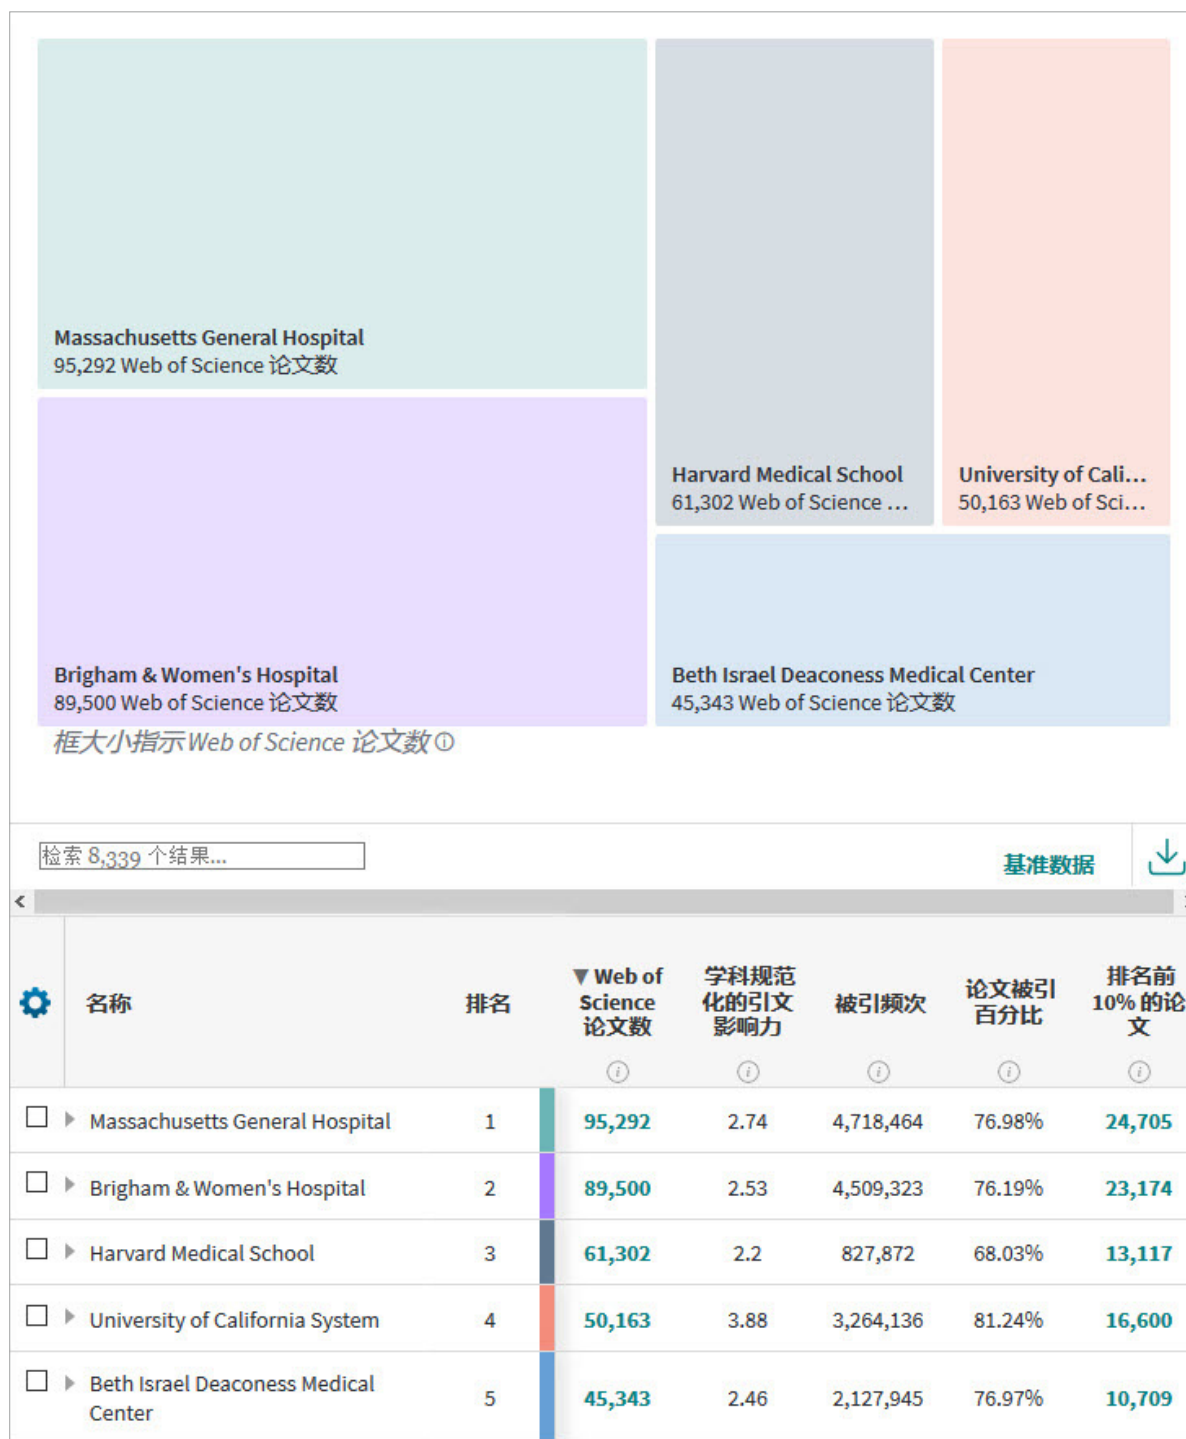 Massachusetts General Hospital
95,292 Web of Science 论文数
Harvard Medical School
61,302 Web of Science ...
University of Cali...
50,163 Web of Sci...
Brigham & Women's Hospital
89,500 Web of Science 论文数
Beth Israel Deaconess Medical Center
45,343 Web of Science 论文数
框大小指示 Web of Science 论文数
检索 8,339 个结果...
基准数据
名称
排名
▼ Web of
Science
论文数
学科规范
化的引文
影响力
被引频次
论文被引
百分比
排名前
10% 的论
文
Massachusetts General Hospital 1 95,292 2.74 4,718,464 76.98% 24,705
Brigham & Women's Hospital 2 89,500 2.53 4,509,323 76.19% 23,174
Harvard Medical School 3 61,302 2.2 827,872 68.03% 13,117
University of California System 4 50,163 3.88 3,264,136 81.24% 16,600
Beth Israel Deaconess Medical
Center 5 45,343 2.46 2,127,945 76.97% 10,709